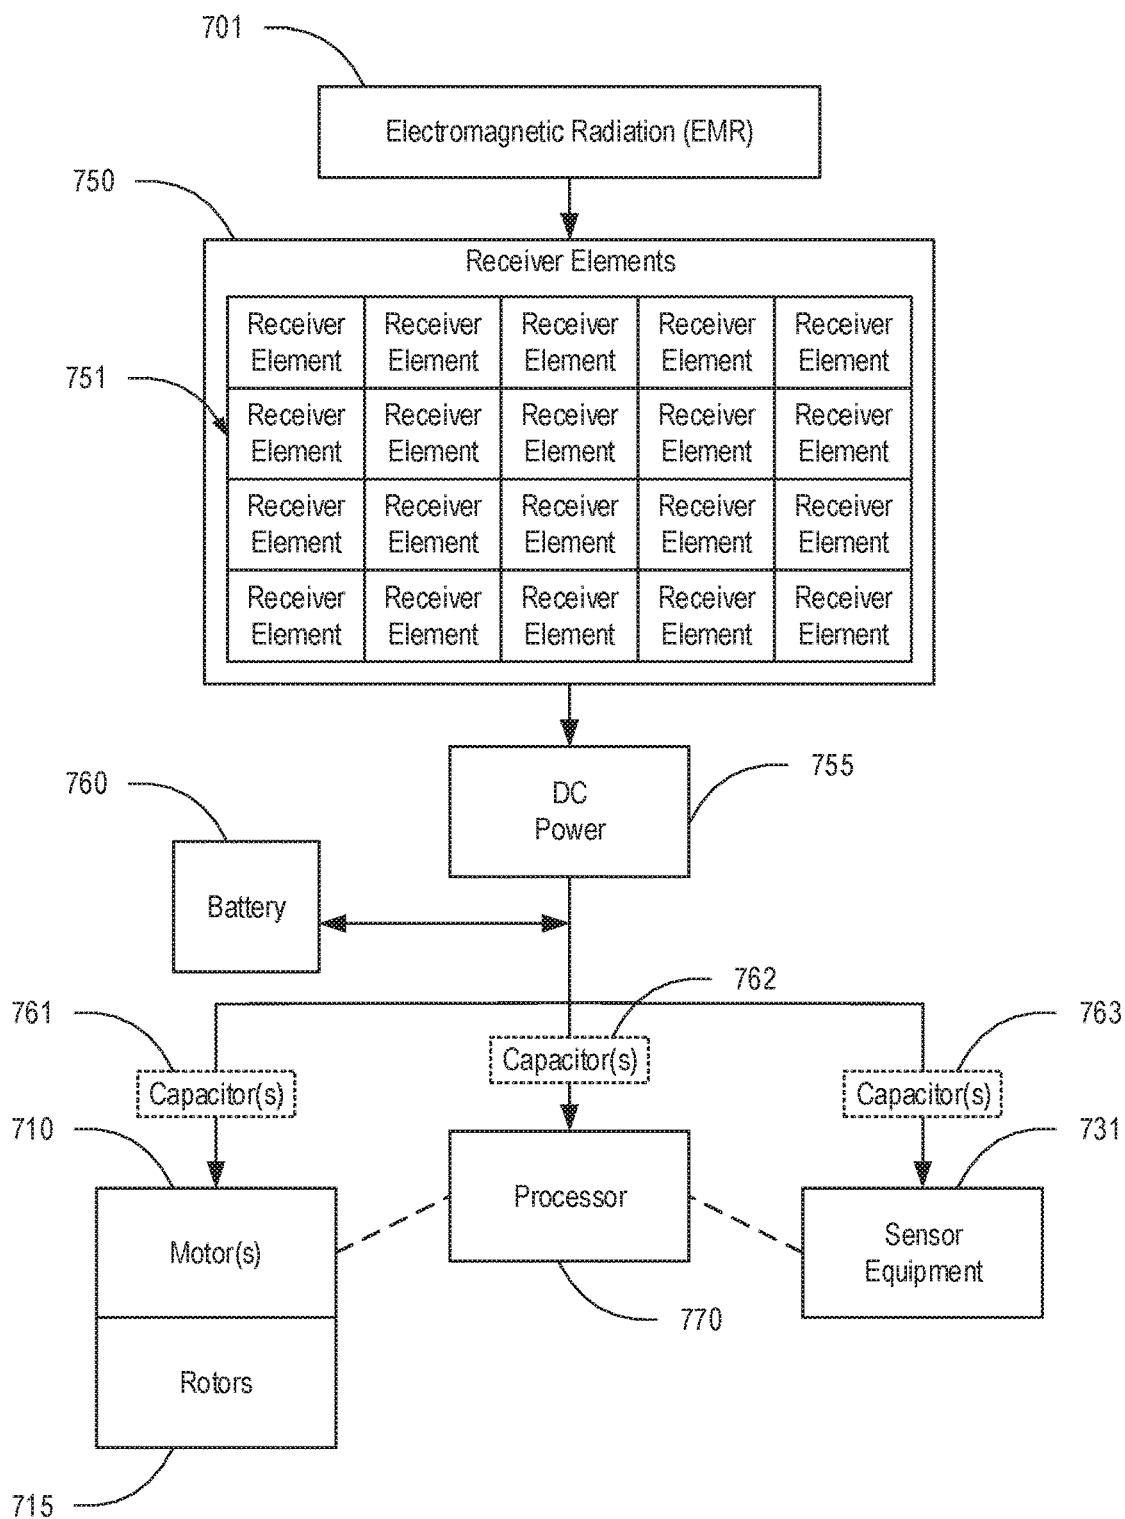 701
Electromagnetic Radiation (EMR)
750
Receiver Elements
Receiver Receiver Receiver Receiver Receiver
Element Element Element Element Element
751
Receiver Receiver Receiver Receiver Receiver
Element Element Element Element Element
Receiver Receiver Receiver Receiver Receiver
Element Element Element Element Element
Receiver Receiver Receiver Receiver Receiver
Element Element Element Element Element
755
DC
Power
760
Battery
761
762
763
Capacitor(s)
Capacitor(s)
Capacitor(s)
710
731
Motor(s)
Processor
Sensor
Equipment
770
Rotors
715